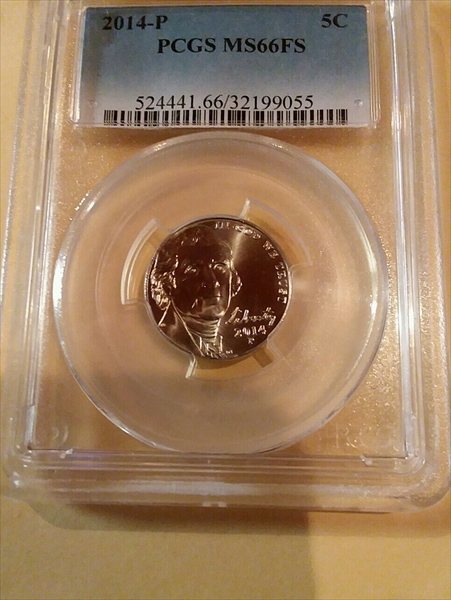 2014-P 5C
PCGS MS66FS
524441.66/32199055
IN GOD WE TRUST
Liberty
2014
P